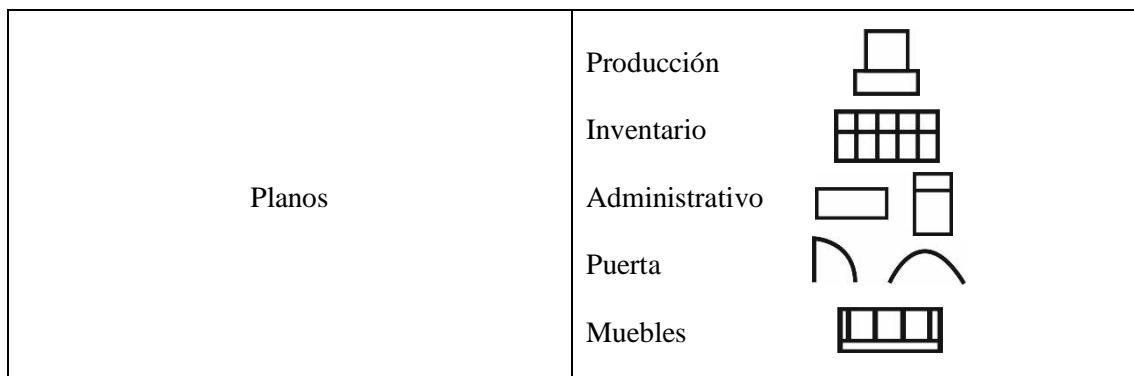 Planos
Producción
Inventario
Administrativo
Puerta
Muebles